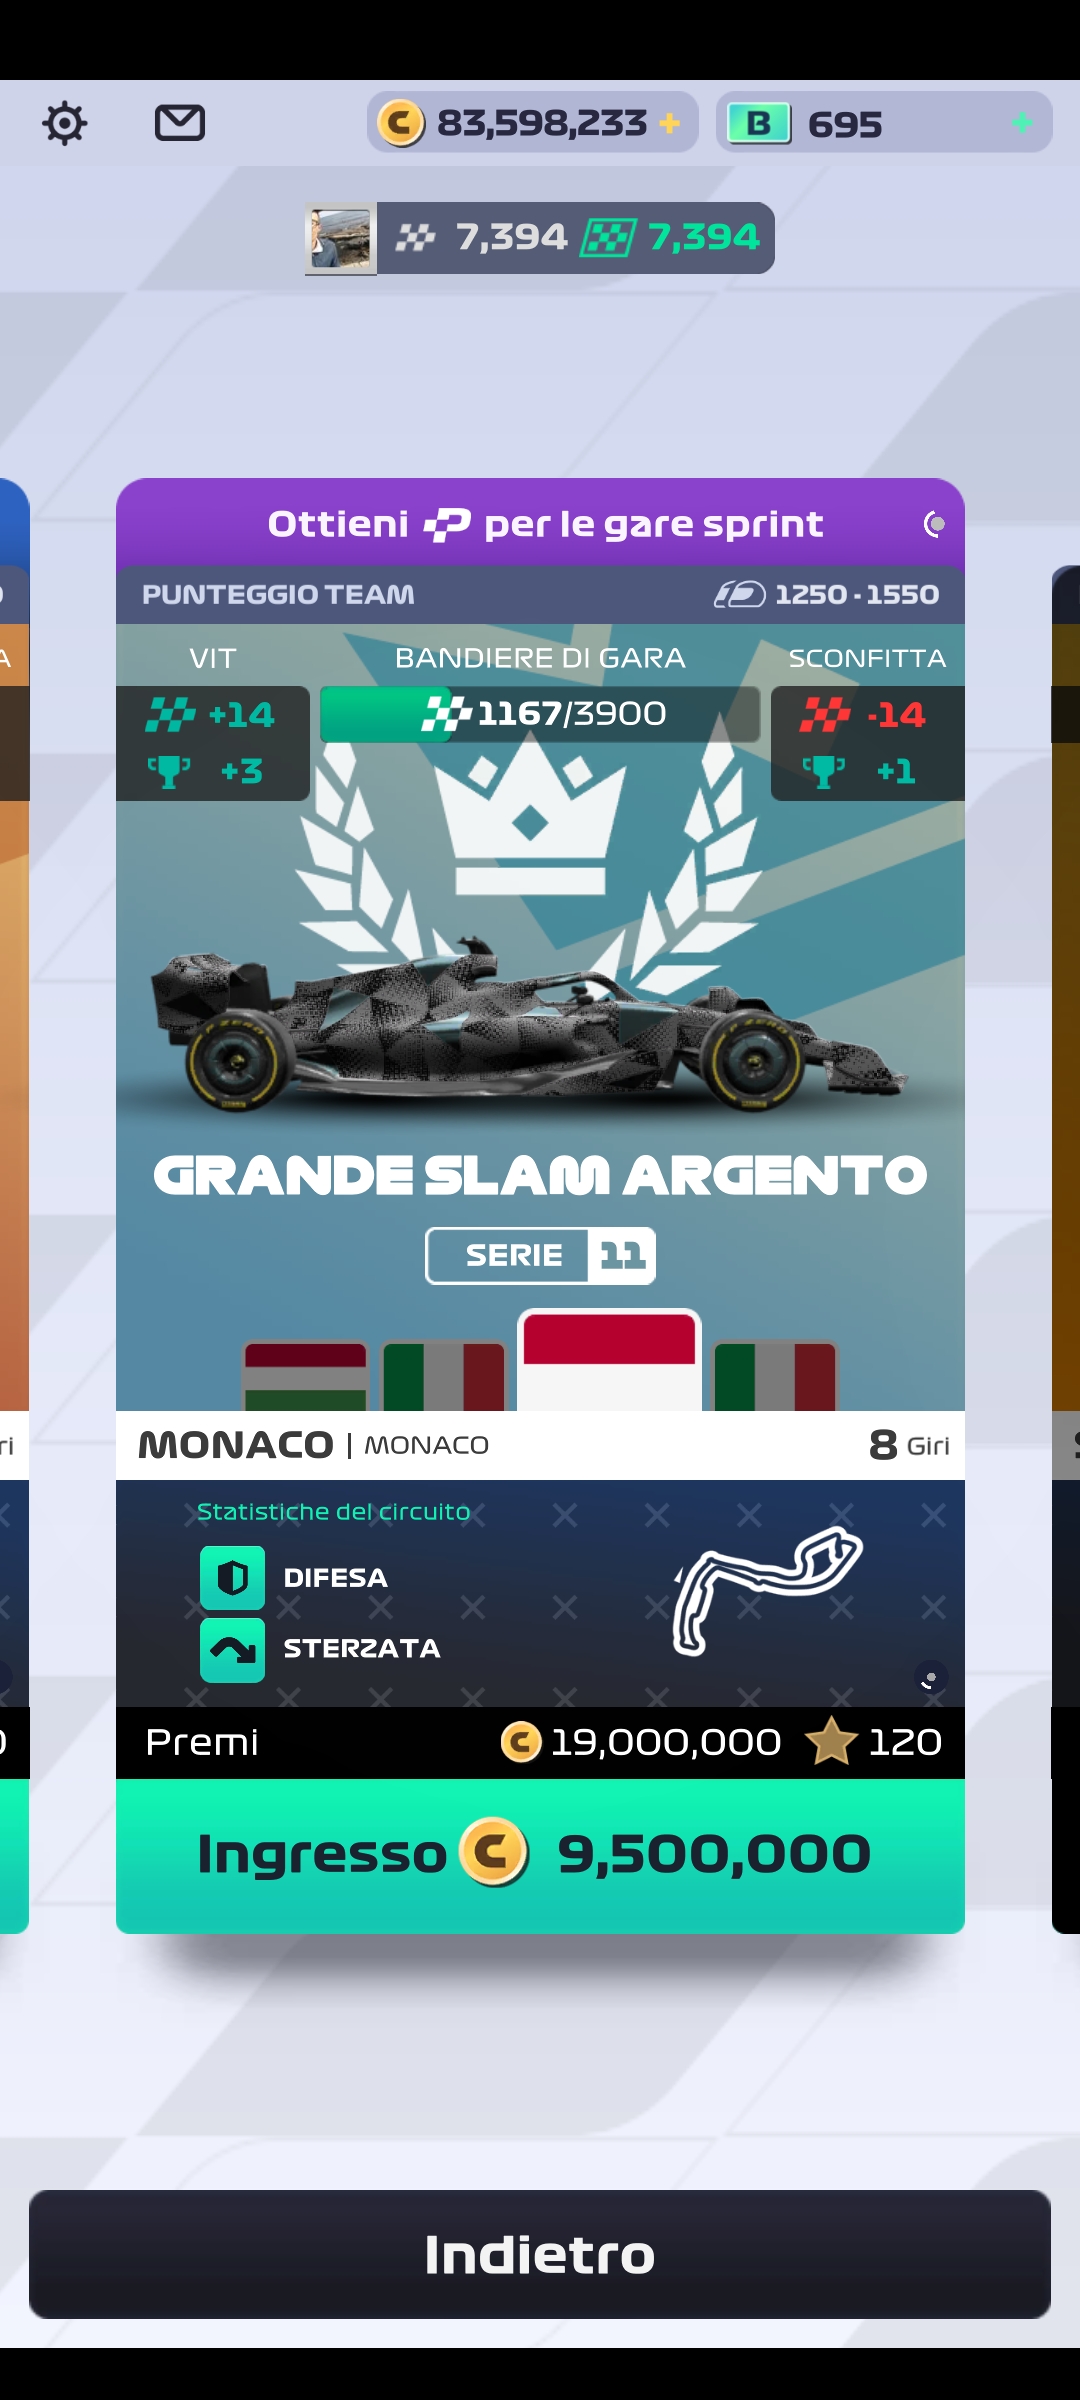 83,598,233
B 695
7,394 7,394
Ottieni per le gare sprint
PUNTEGGIO TEAM 1250 - 1550
VIT BANDIERE DI GARA SCONFITTA
+14 1167/3900 -14
+3 +1
P ZERO P ZERO
GRANDE SLAM ARGENTO
SERIE 11
MONACO | MONACO 8 Giri
Statistiche del circuito
DIFESA
STERZATA
Premi 19,000,000 120
Ingresso 9,500,000
Indietro